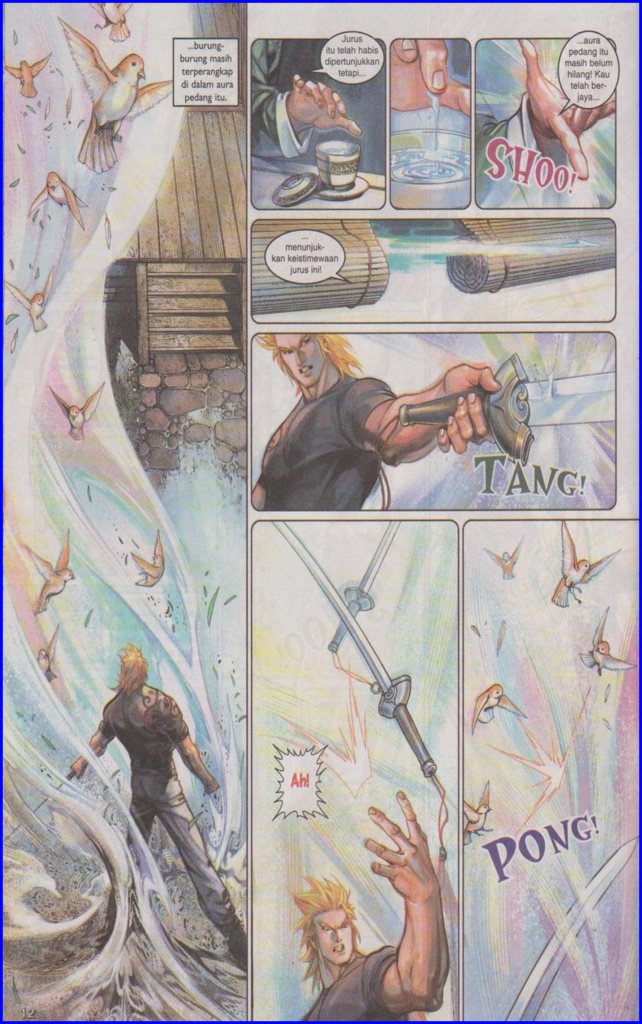 ...burung-
burung masih
terperangkap
di dalam aura
pedang itu.
Jurus
itu telah habis
dipertunjukkan
tetapi...
...aura
pedang itu
masih belum
hilang! Kau
telah ber-
jaya...
SHOO!
...
menunjuk-
kan keistimewaan
jurus ini!
TANG!
Ah!
PONG!
12